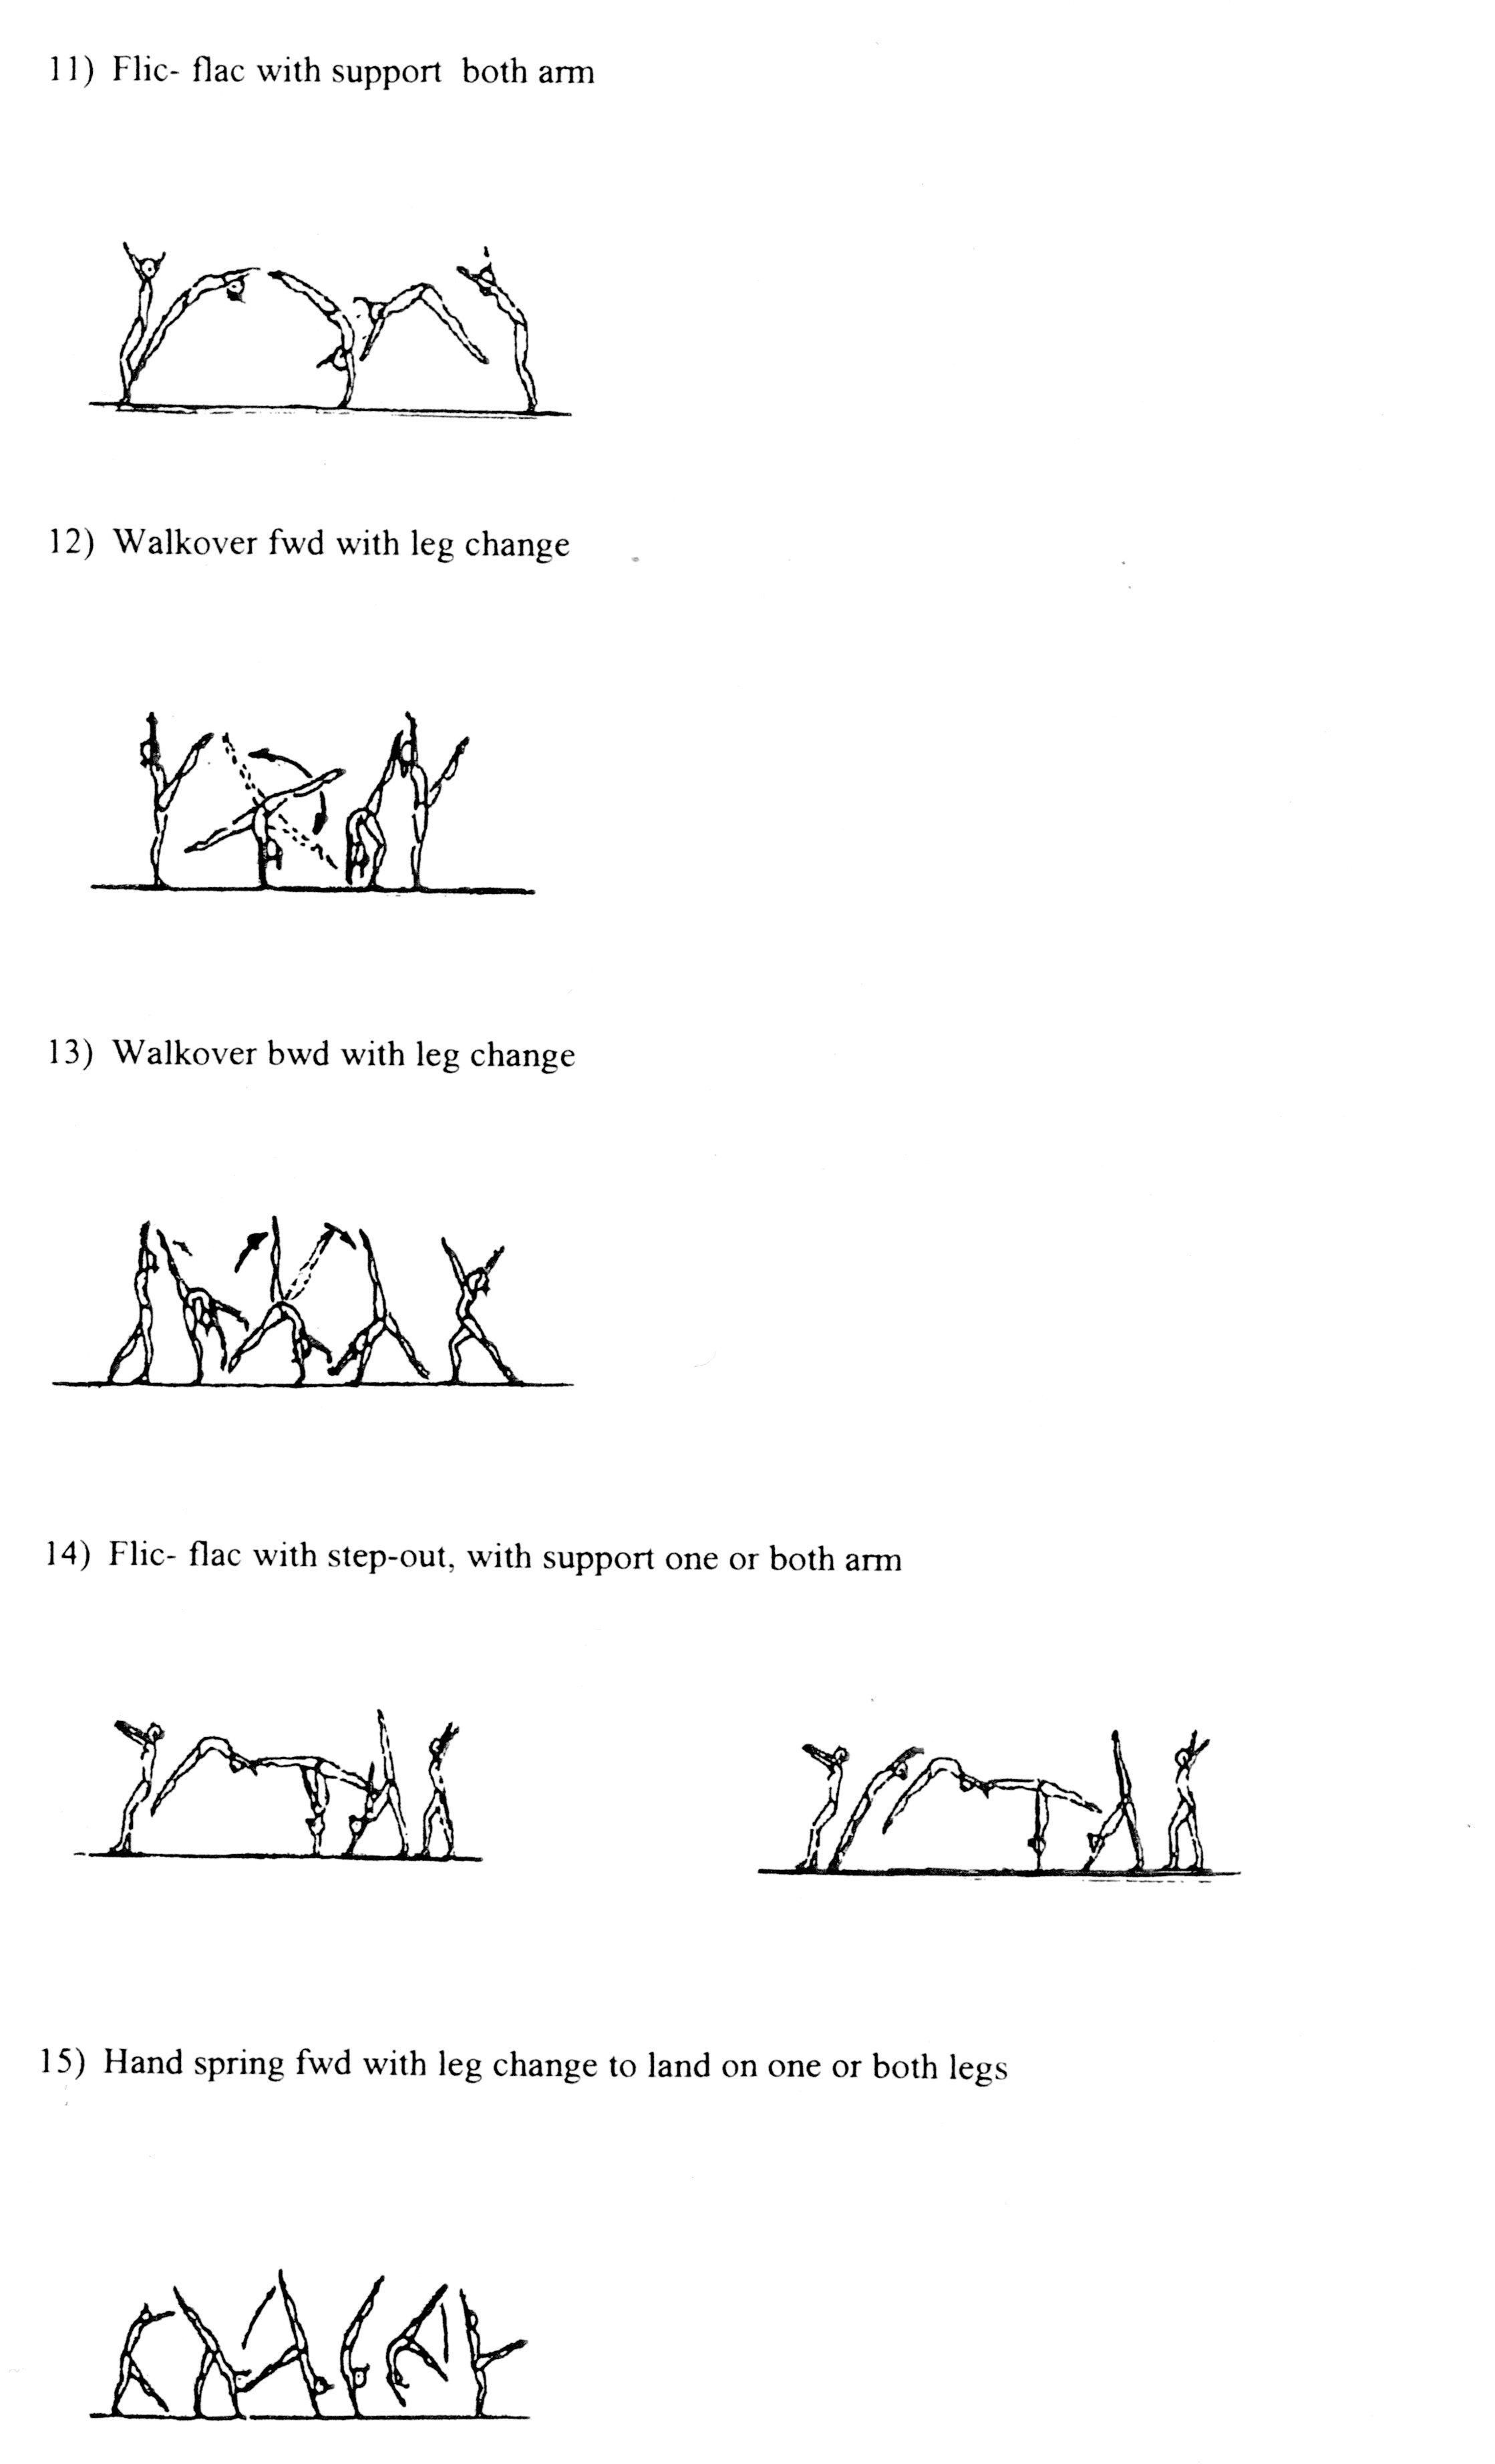 11) Flic- flac with support both arm
12) Walkover fwd with leg change
13) Walkover bwd with leg change
14) Flic- flac with step-out, with support one or both arm
15) Hand spring fwd with leg change to land on one or both legs